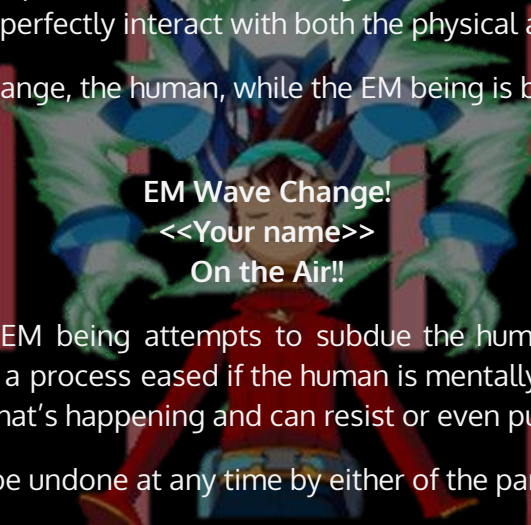 perfectly interact with both the physical a
ange, the human, while the EM being is b
EM Wave Change!
<<Your name>>
On the Air!!
EM being attempts to subdue the hum
a process eased if the human is mentally
hat’s happening and can resist or even pu
be undone at any time by either of the par